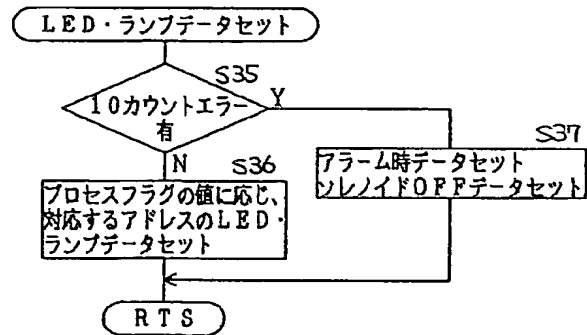 LED・ランプデータセット
S35
10カウントエラー
有
Y
N
S36
プロセスフラグの値に応じ、
対応するアドレスのLED・
ランプデータセット
S37
アラーム時データセット
ソレノイドOFFデータセット
RTS